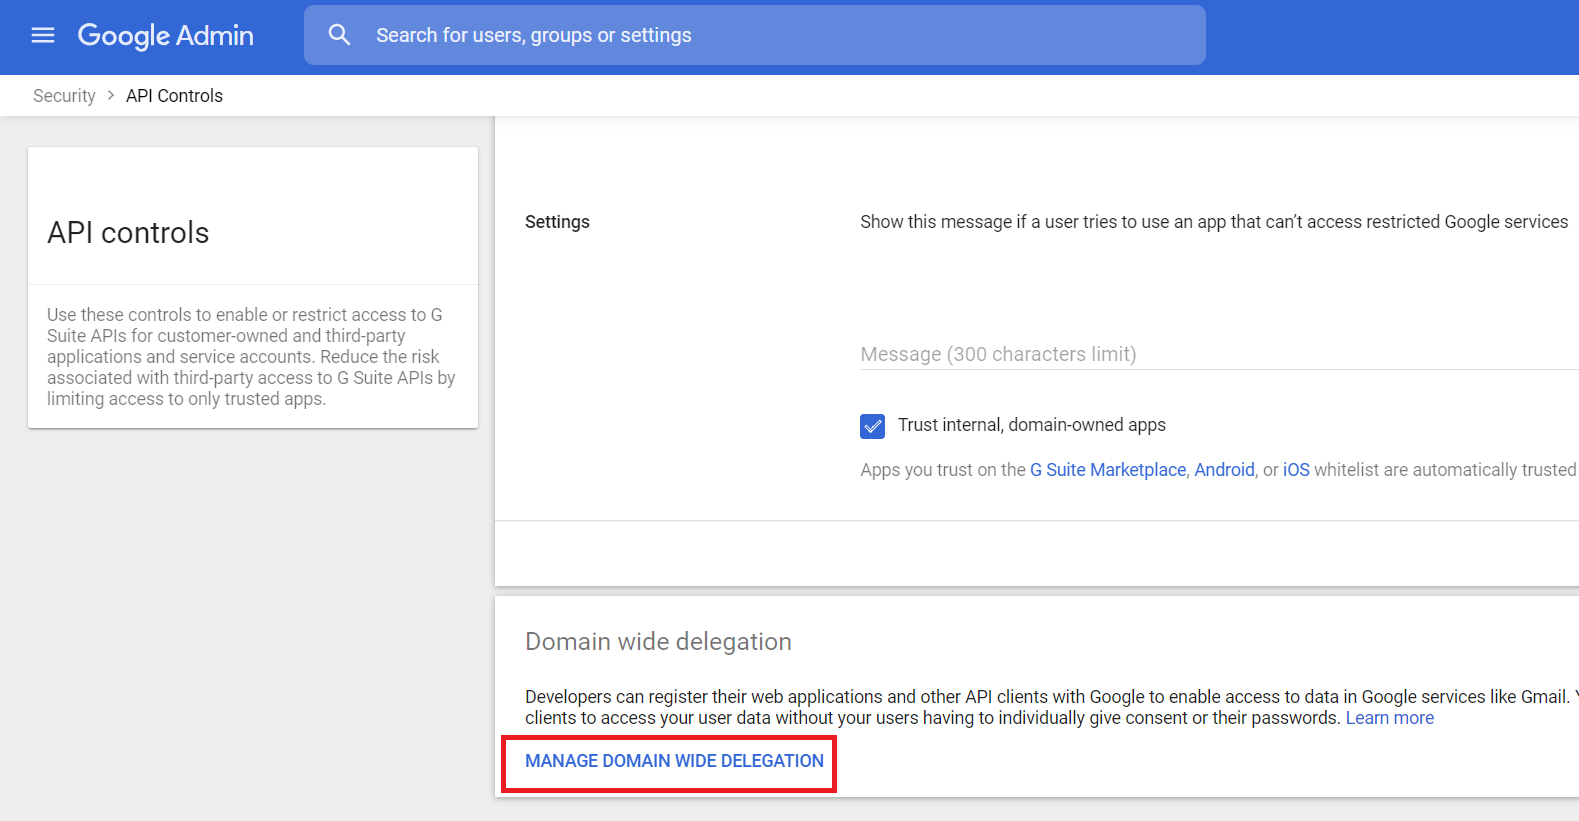 Google Admin
Search for users, groups or settings
Security > API Controls
API controls
Use these controls to enable or restrict access to G
Suite APIs for customer-owned and third-party
applications and service accounts. Reduce the risk
associated with third-party access to G Suite APIs by
limiting access to only trusted apps.
Settings
Show this message if a user tries to use an app that can’t access restricted Google services
Message (300 characters limit)
Trust internal, domain-owned apps
Apps you trust on the G Suite Marketplace, Android, or iOS whitelist are automatically trusted
Domain wide delegation
Developers can register their web applications and other API clients with Google to enable access to data in Google services like Gmail.
clients to access your user data without your users having to individually give consent or their passwords. Learn more
MANAGE DOMAIN WIDE DELEGATION